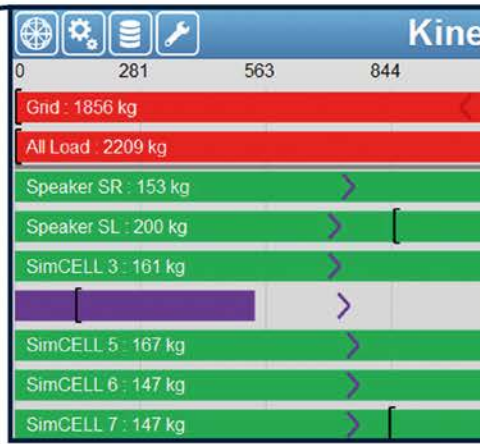 Kine
0 281 563 844
Grid : 1856 kg
All Load : 2209 kg
Speaker SR : 153 kg
Speaker SL : 200 kg
SimCELL 3 : 161 kg
SimCELL 5 : 167 kg
SimCELL 6 : 147 kg
SimCELL 7 : 147 kg